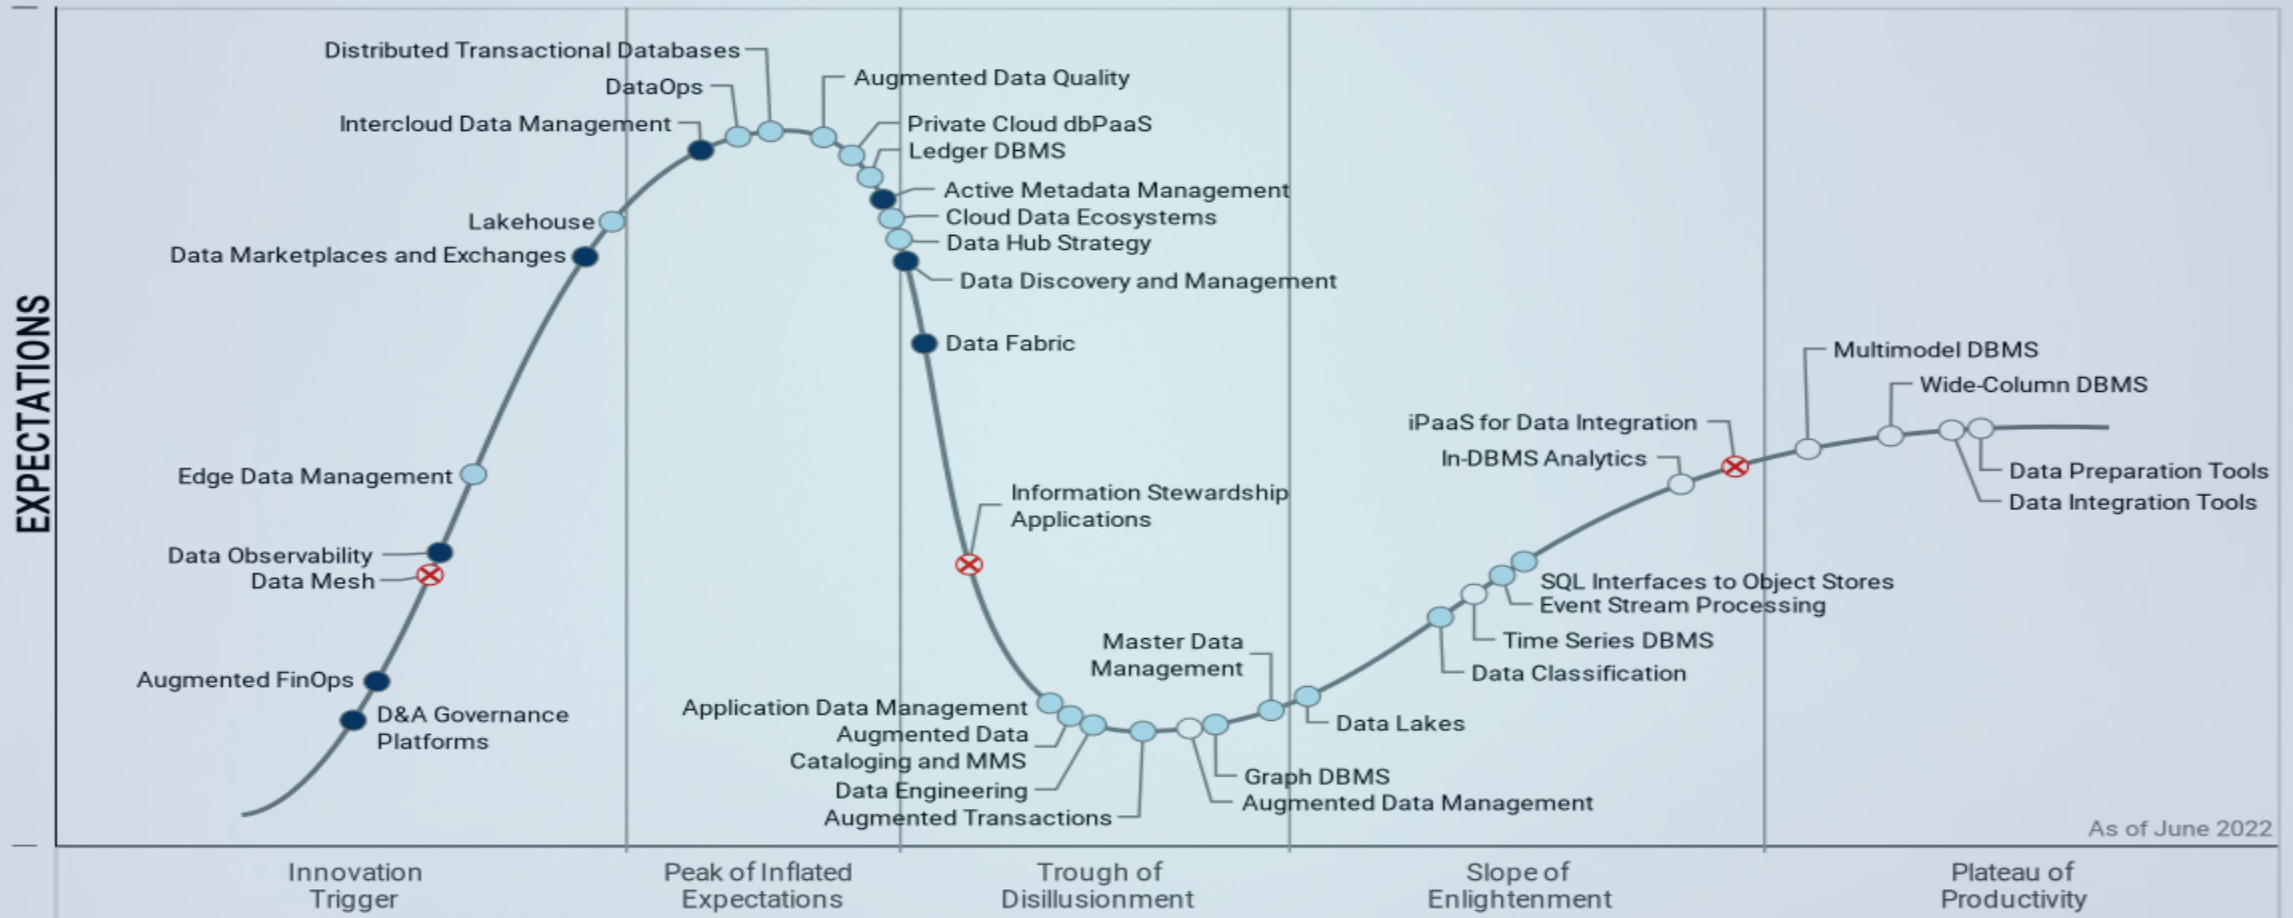 EXPECTATIONS
Distributed Transactional Databases
DataOps
Intercloud Data Management
Lakehouse
Data Marketplaces and Exchanges
Edge Data Management
Data Observability
Data Mesh
Augmented FinOps
D&A Governance
Platforms
Augmented Data Quality
Private Cloud dbPaaS
Ledger DBMS
Active Metadata Management
Cloud Data Ecosystems
Data Hub Strategy
Data Discovery and Management
Data Fabric
Information Stewardship
Applications
Application Data Management
Augmented Data
Cataloging and MMS
Data Engineering
Augmented Transactions
Master Data
Management
Graph DBMS
Augmented Data Management
Data Lakes
iPaaS for Data Integration
In-DBMS Analytics
SQL Interfaces to Object Stores
Event Stream Processing
Time Series DBMS
Data Classification
Multimodel DBMS
Wide-Column DBMS
Data Preparation Tools
Data Integration Tools
As of June 2022
Innovation
Trigger
Peak of Inflated
Expectations
Trough of
Disillusionment
Slope of
Enlightenment
Plateau of
Productivity